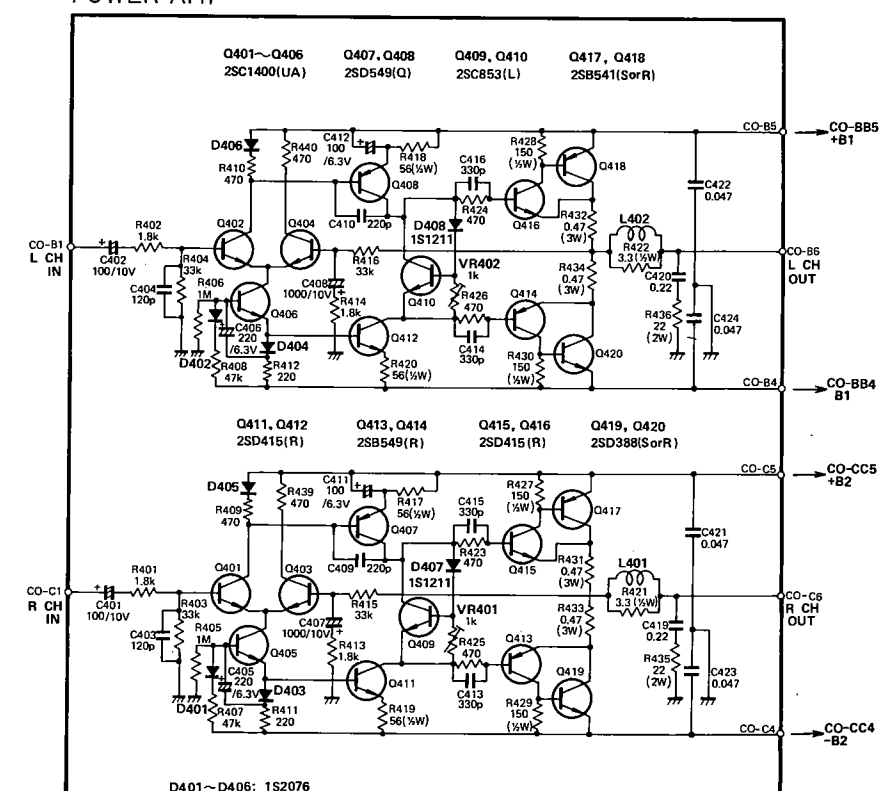 POWER AMP
Q401～Q406
2SC1400(UA)
Q407, Q408
2SD549(Q)
Q409, Q410
2SC853(L)
Q417, Q418
2SB541(SorR)
CO-B5
CO-BB5
+B1
D406
R410
470
R440
470
C412
100
/6.3V
R418
56(½W)
Q408
C410
220p
C416
330p
R424
470
R428
150
(½W)
Q418
Q416
R432
0.47
(3W)
C422
0.047
CO-B1
L CH
IN
C402
100/10V
R402
1.8k
R404
33k
C404
120p
Q402
Q404
R416
33k
D408
1S1211
Q410
VR402
1k
R426
470
L402
R422
3.3(½W)
CO-B6
L CH
OUT
R434
0.47
(3W)
C420
0.22
R406
1M
Q406
C406
220
/6.3V
D404
D402
R408
47k
R412
220
C408
1000/10V
R414
1.8k
Q412
R420
56(½W)
C414
330p
Q414
R430
150
(½W)
Q420
R436
22
(2W)
C424
0.047
CO-B4
CO-BB4
B1
Q411, Q412
2SD415(R)
Q413, Q414
2SB549(R)
Q415, Q416
2SD415(R)
Q419, Q420
2SD388(SorR)
CO-C5
CO-CC5
+B2
D405
R409
470
R439
470
C411
100
/6.3V
R417
56(½W)
Q407
C409
220p
C415
330p
R423
470
R427
150
(½W)
Q417
Q415
R431
0.47
(3W)
C421
0.047
CO-C1
R CH
IN
C401
100/10V
R401
1.8k
R403
33k
C403
120p
Q401
Q403
R415
33k
D407
1S1211
Q409
VR401
1k
R425
470
L401
R421
3.3(½W)
CO-C6
R CH
OUT
R433
0.47
(3W)
C419
0.22
R405
1M
Q405
C405
220
/6.3V
D403
D401
R407
47k
R411
220
C407
1000/10V
R413
1.8k
Q411
R419
56(½W)
C413
330p
Q413
R429
150
(½W)
Q419
R435
22
(2W)
C423
0.047
CO-C4
CO-CC4
-B2
D401～D406: 1S2076